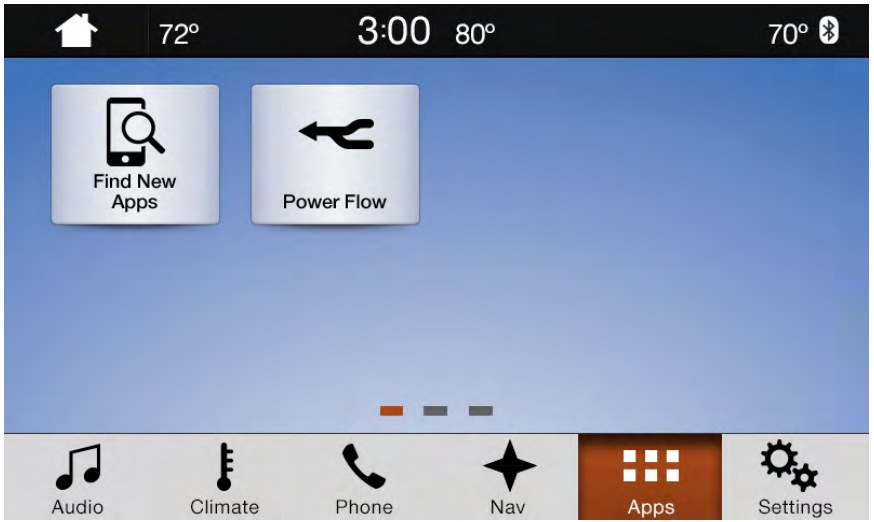 72º 3:00 80º 70º
Find New
Apps
Power Flow
Audio Climate Phone Nav Apps Settings